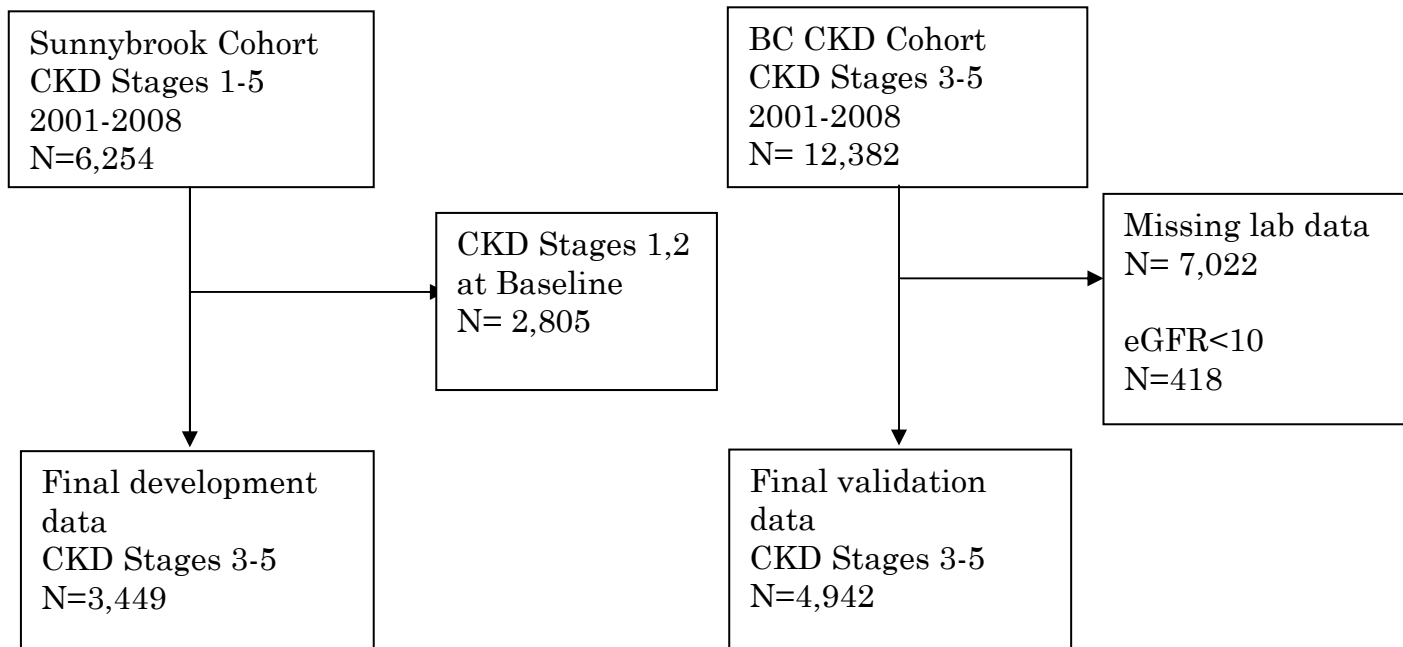 Sunnybrook Cohort
CKD Stages 1-5
2001-2008
N=6,254
BC CKD Cohort
CKD Stages 3-5
2001-2008
N= 12,382
CKD Stages 1,2
at Baseline
N= 2,805
Missing lab data
N= 7,022
eGFR<10
N=418
Final development
data
CKD Stages 3-5
N=3,449
Final validation
data
CKD Stages 3-5
N=4,942